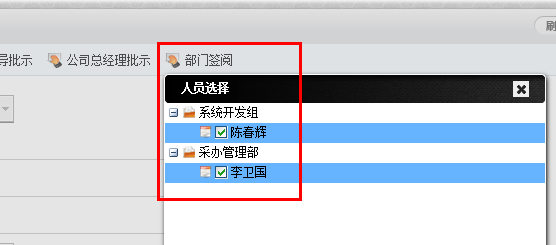 刷
导批示 公司总经理批示 部门签阅
人员选择
系统开发组
陈春辉
采办管理部
李卫国